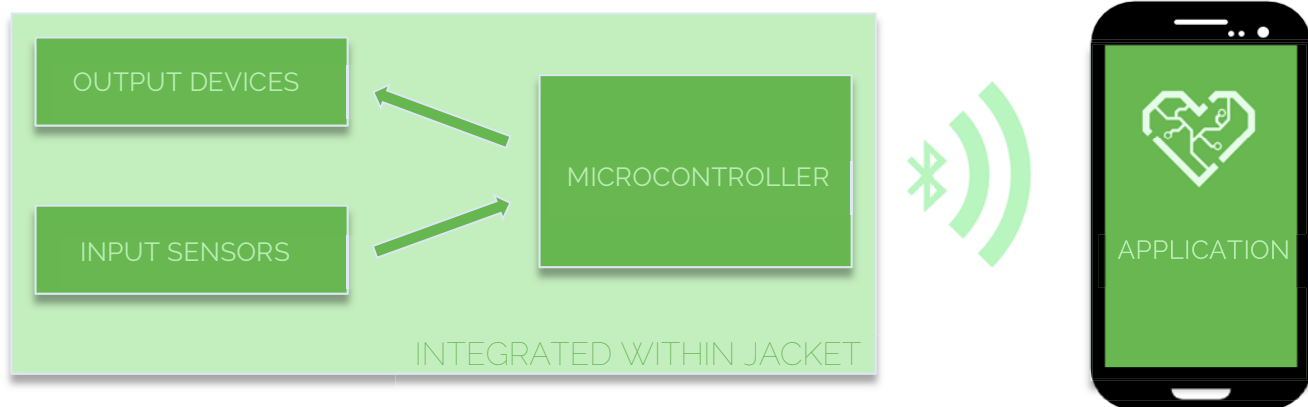 OUTPUT DEVICES
MICROCONTROLLER
INPUT SENSORS
APPLICATION
INTEGRATED WITHIN JACKET